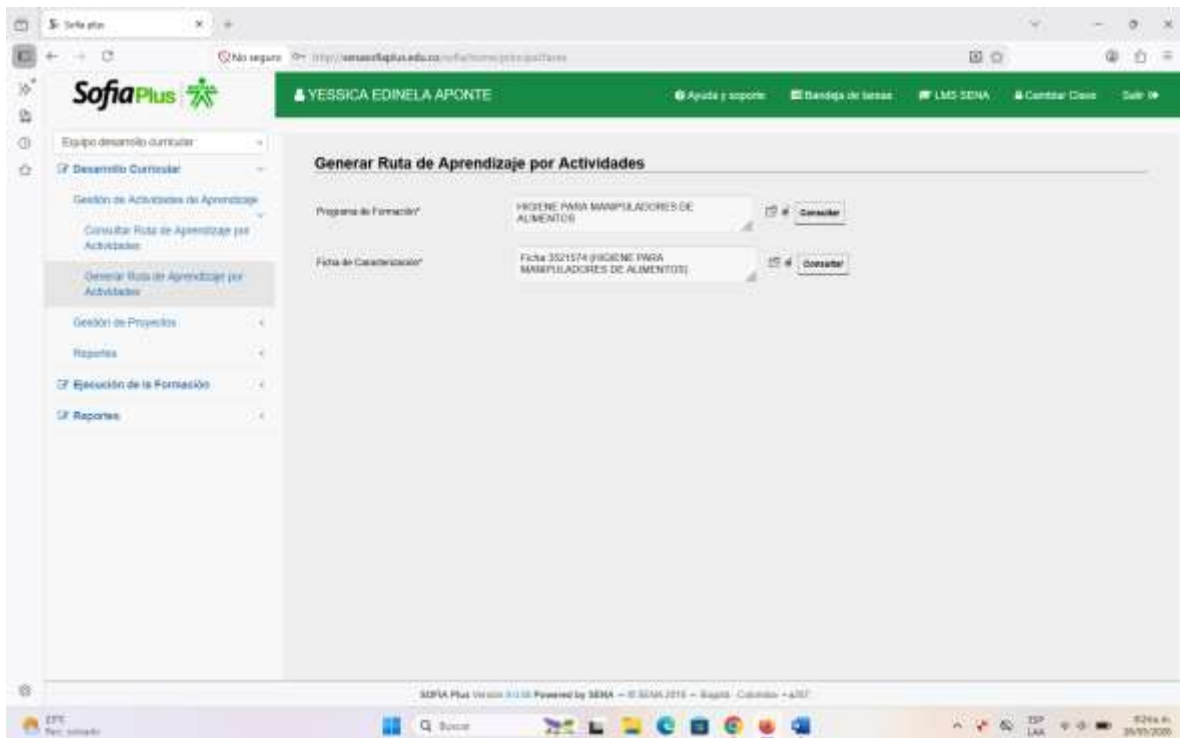 Sofia plus
No seguro
SofiaPlus
YESSICA EDINELA APONTE
Ayuda y soporte
Bandeja de tareas
LMS SENA
Cambiar Clave
Salir
Equipo desarrollo curricular
Desarrollo Curricular
Gestión de Actividades de Aprendizaje
Consultar Ruta de Aprendizaje por
Actividades
Generar Ruta de Aprendizaje por
Actividades
Gestión de Proyectos
Reportes
Ejecución de la Formación
Reportes
Generar Ruta de Aprendizaje por Actividades
Programa de Formación*
HIGIENE PARA MANIPULADORES DE
ALIMENTOS
Consultar
Ficha de Caracterización*
Ficha 3521574 (HIGIENE PARA
MANIPULADORES DE ALIMENTOS)
Consultar
SOFIA Plus Powered by SENA
Buscar
ESP
LAA